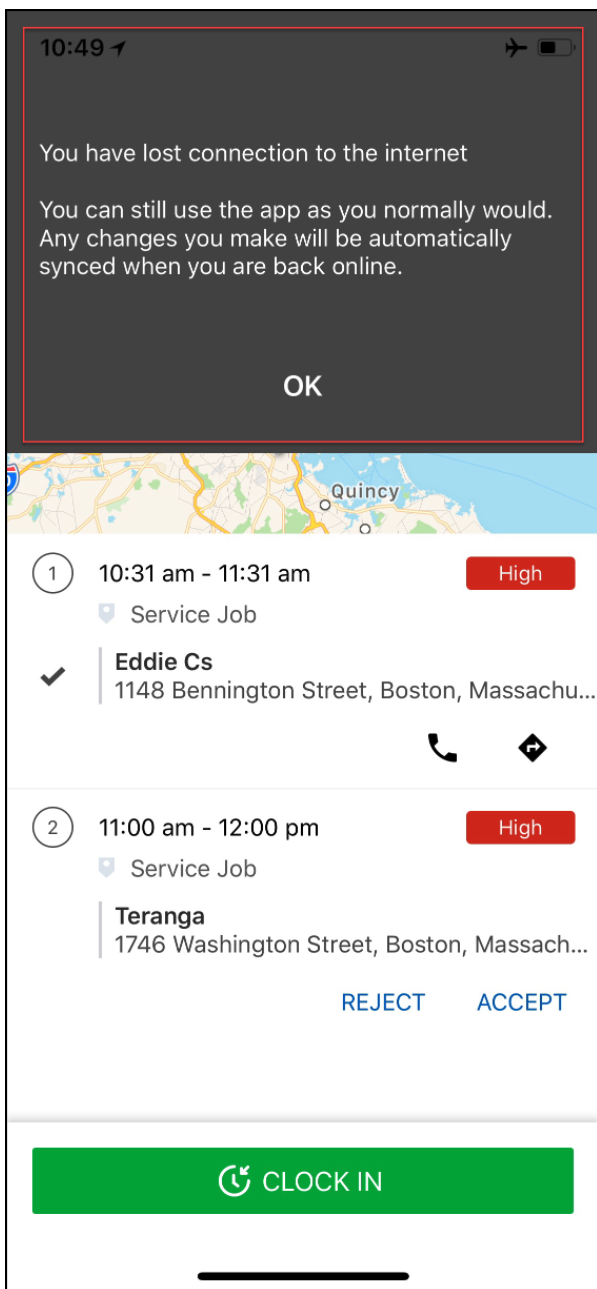 10:49
You have lost connection to the internet
You can still use the app as you normally would.
Any changes you make will be automatically
synced when you are back online.
OK
Quincy
1
10:31 am - 11:31 am
High
Service Job
Eddie Cs
1148 Bennington Street, Boston, Massachu...
2
11:00 am - 12:00 pm
High
Service Job
Teranga
1746 Washington Street, Boston, Massach...
REJECT ACCEPT
CLOCK IN